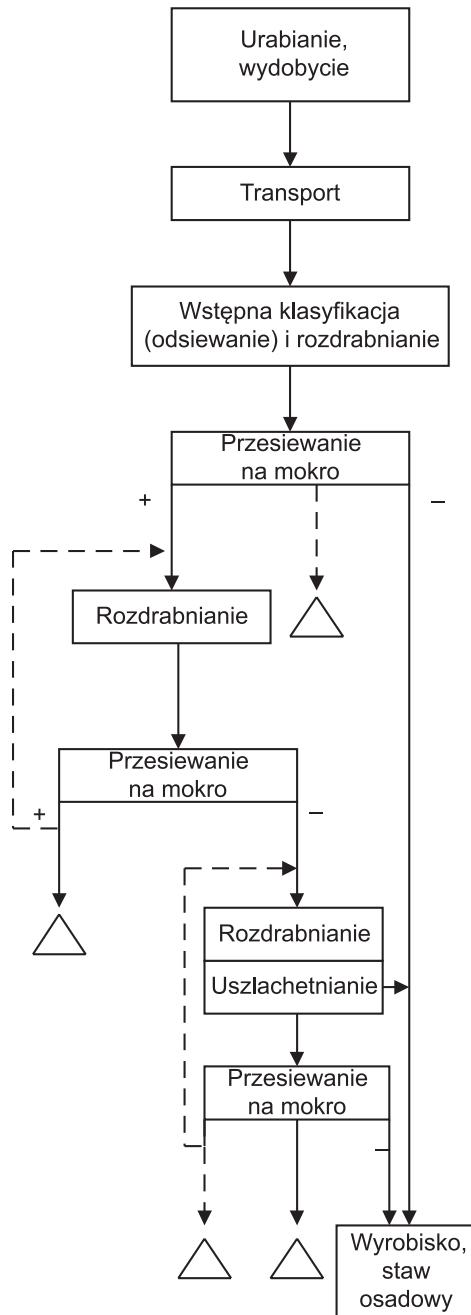 Urabianie,
wydobycie
Transport
Wstępna klasyfikacja
(odsiewanie) i rozdrabnianie
Przesiewanie
na mokro
+
–
Rozdrabnianie
Przesiewanie
na mokro
+
–
Rozdrabnianie
Uszlachetnianie
Przesiewanie
na mokro
–
Wyrobisko,
staw
osadowy